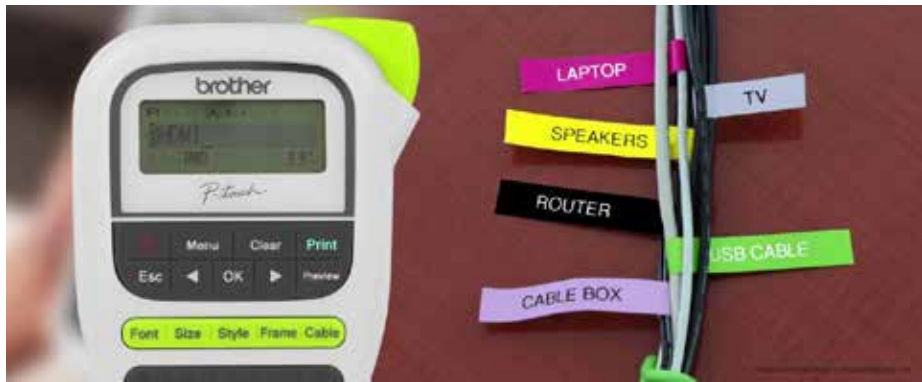 brother
HDMI_
P-touch
Menu Clear Print
Esc OK Preview
Font Size Style Frame Cable
LAPTOP
TV
SPEAKERS
ROUTER
USB CABLE
CABLE BOX